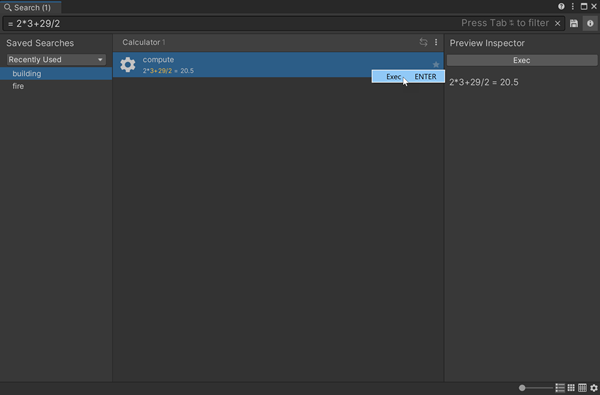 Search (1)
= 2*3+29/2
Press Tab to filter
Saved Searches
Recently Used
building
fire
Calculator 1
compute
2*3+29/2 = 20.5
Exec ENTER
Preview Inspector
Exec
2*3+29/2 = 20.5